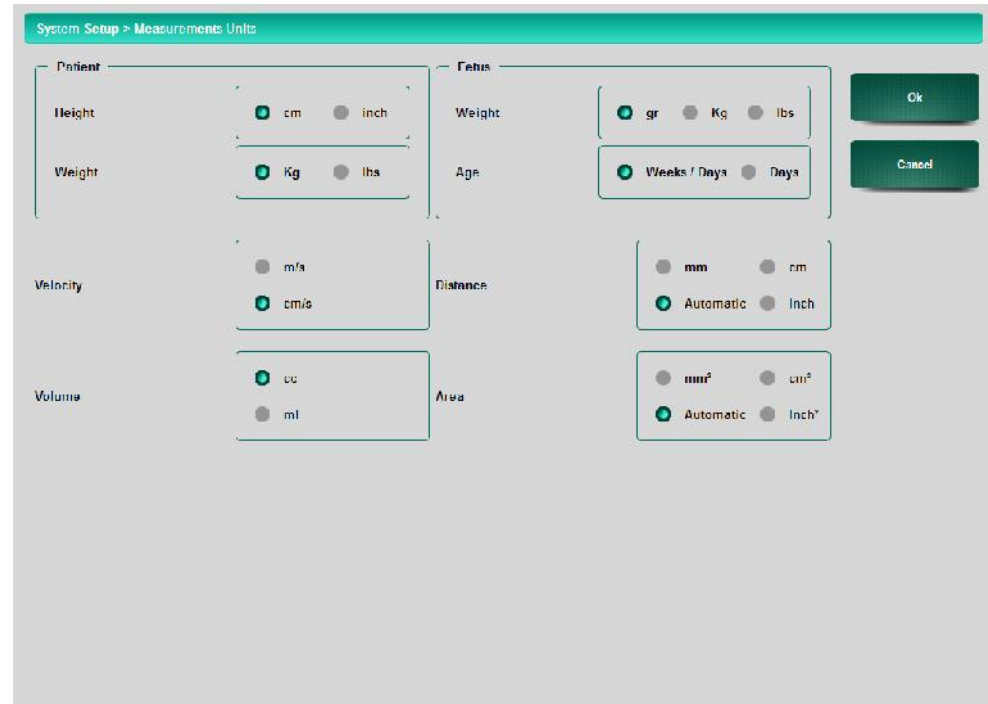 System Setup > Measurements Units
Patient
Height
cm inch
Weight
Kg lbs
Fetus
Weight
gr Kg lbs
Age
Weeks / Days Days
Ok
Cancel
Velocity
m/s
cm/s
Distance
mm cm
Automatic Inch
Volume
cc
ml
Area
mm² cm²
Automatic Inch²